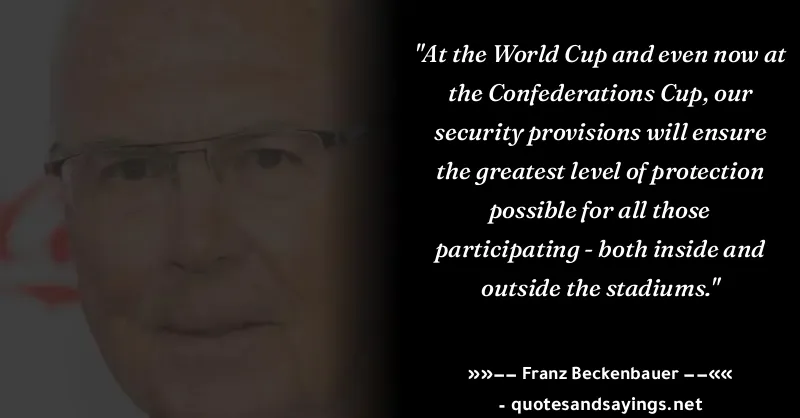 "At the World Cup and even now at
the Confederations Cup, our
security provisions will ensure
the greatest level of protection
possible for all those
participating - both inside and
outside the stadiums."
»»–– Franz Beckenbauer ––««
- quotesandsayings.net